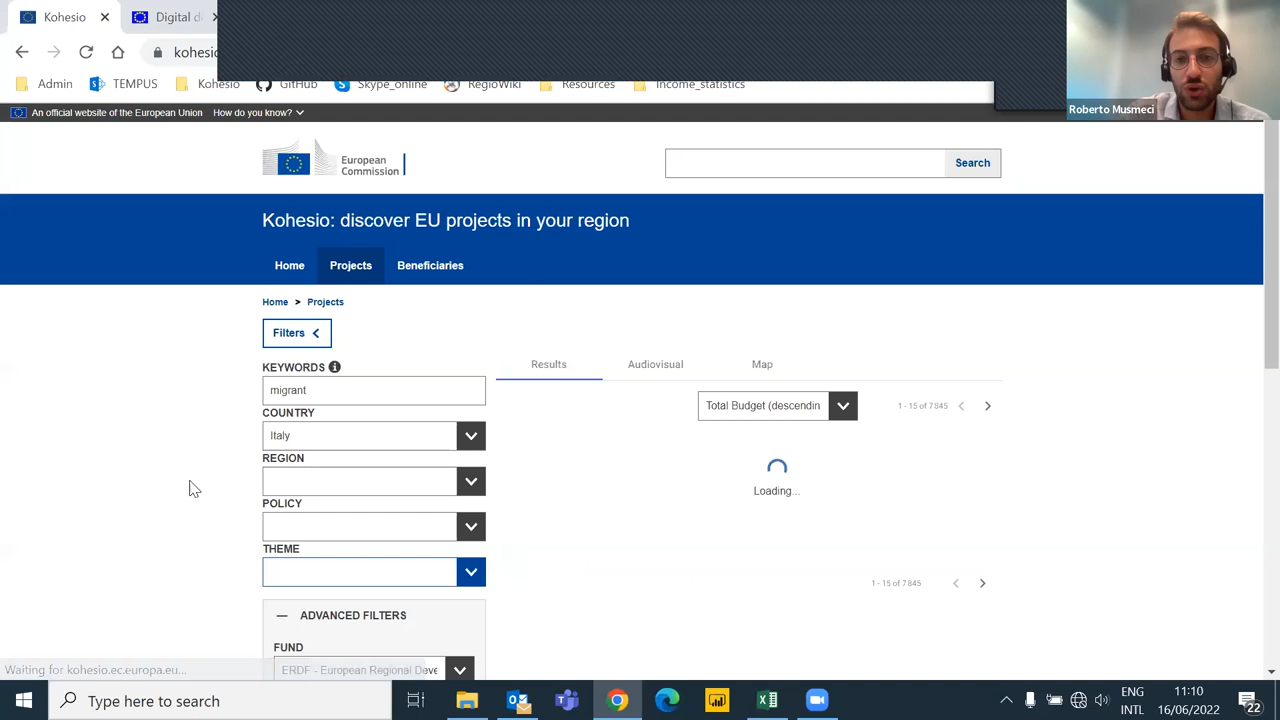 Kohesio
Digital di
kohesio
Admin
TEMPUS
Kohesio
GitHub
Skype_online
RegioWiki
Resources
Income_statistics
Roberto Musmeci
An official website of the European Union
How do you know?
European
Commission
Search
Kohesio: discover EU projects in your region
Home
Projects
Beneficiaries
Home > Projects
Filters
KEYWORDS
migrant
COUNTRY
Italy
REGION
POLICY
THEME
ADVANCED FILTERS
FUND
ERDF - European Regional Deve
Results
Audiovisual
Map
Total Budget (descendin
1 - 15 of 7845
Loading...
1 - 15 of 7845
Waiting for kohesio.ec.europa.eu...
Type here to search
ENG
INTL
11:10
16/06/2022
22